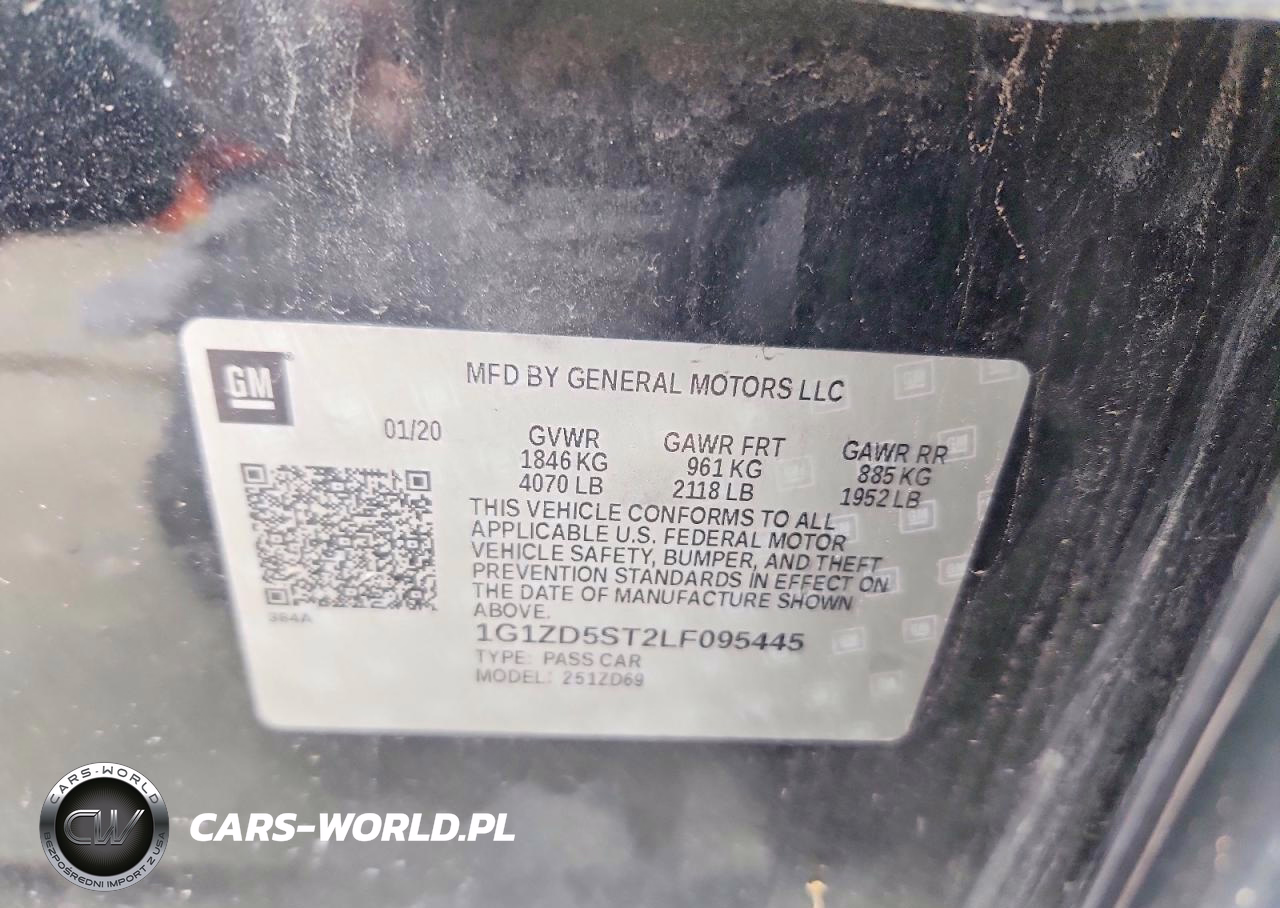 GM
MFD BY GENERAL MOTORS LLC
01/20
GVWR GAWR FRT GAWR RR
1846 KG 961 KG 885 KG
4070 LB 2118 LB 1952 LB
THIS VEHICLE CONFORMS TO ALL
APPLICABLE U.S. FEDERAL MOTOR
VEHICLE SAFETY, BUMPER, AND THEFT
PREVENTION STANDARDS IN EFFECT ON
THE DATE OF MANUFACTURE SHOWN
ABOVE.
384A
1G1ZD5ST2LF095445
TYPE: PASS CAR
MODEL: 251ZD69
CARS-WORLD
CW
BEZPOŚREDNI IMPORT Z USA
CARS-WORLD.PL